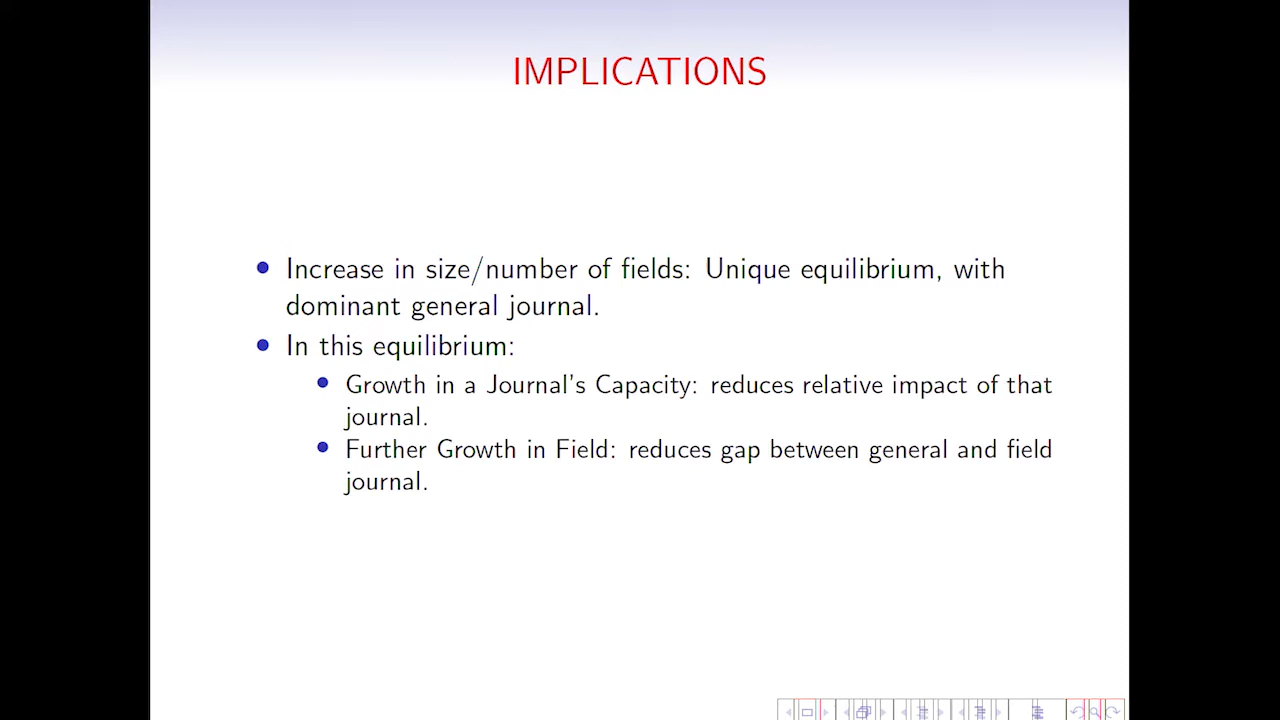 IMPLICATIONS
Increase in size/number of fields: Unique equilibrium, with
dominant general journal.
In this equilibrium:
Growth in a Journal's Capacity: reduces relative impact of that
journal.
Further Growth in Field: reduces gap between general and field
journal.